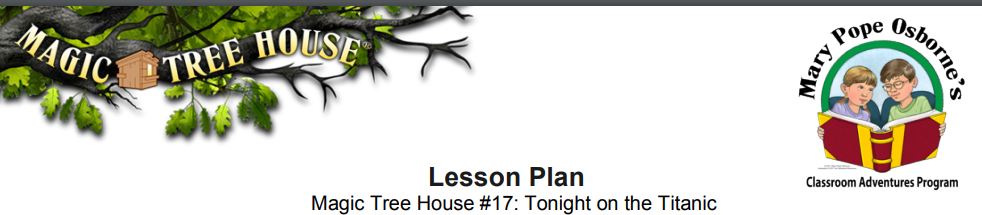 MAGIC TREE HOUSE®
Mary Pope Osborne's
Classroom Adventures Program
Lesson Plan
Magic Tree House #17: Tonight on the Titanic